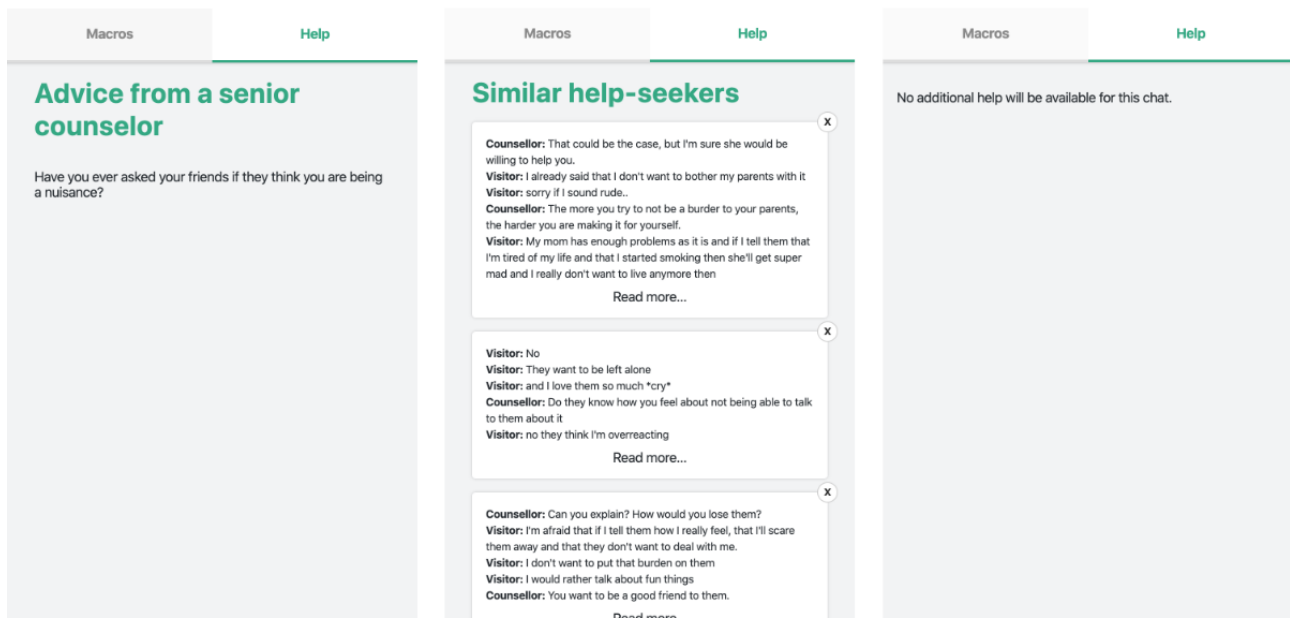 Macros
Help
Advice from a senior
counselor
Have you ever asked your friends if they think you are being
a nuisance?
Macros
Help
Similar help-seekers
X
Counsellor: That could be the case, but I'm sure she would be
willing to help you.
Visitor: I already said that I don't want to bother my parents with it
Visitor: sorry if I sound rude..
Counsellor: The more you try to not be a burder to your parents,
the harder you are making it for yourself.
Visitor: My mom has enough problems as it is and if I tell them that
I'm tired of my life and that I started smoking then she'll get super
mad and I really don't want to live anymore then
Read more...
X
Visitor: No
Visitor: They want to be left alone
Visitor: and I love them so much *cry*
Counsellor: Do they know how you feel about not being able to talk
to them about it
Visitor: no they think I'm overreacting
Read more...
X
Counsellor: Can you explain? How would you lose them?
Visitor: I'm afraid that if I tell them how I really feel, that I'll scare
them away and that they don't want to deal with me.
Visitor: I don't want to put that burden on them
Visitor: I would rather talk about fun things
Counsellor: You want to be a good friend to them.
Read more...
Macros
Help
No additional help will be available for this chat.